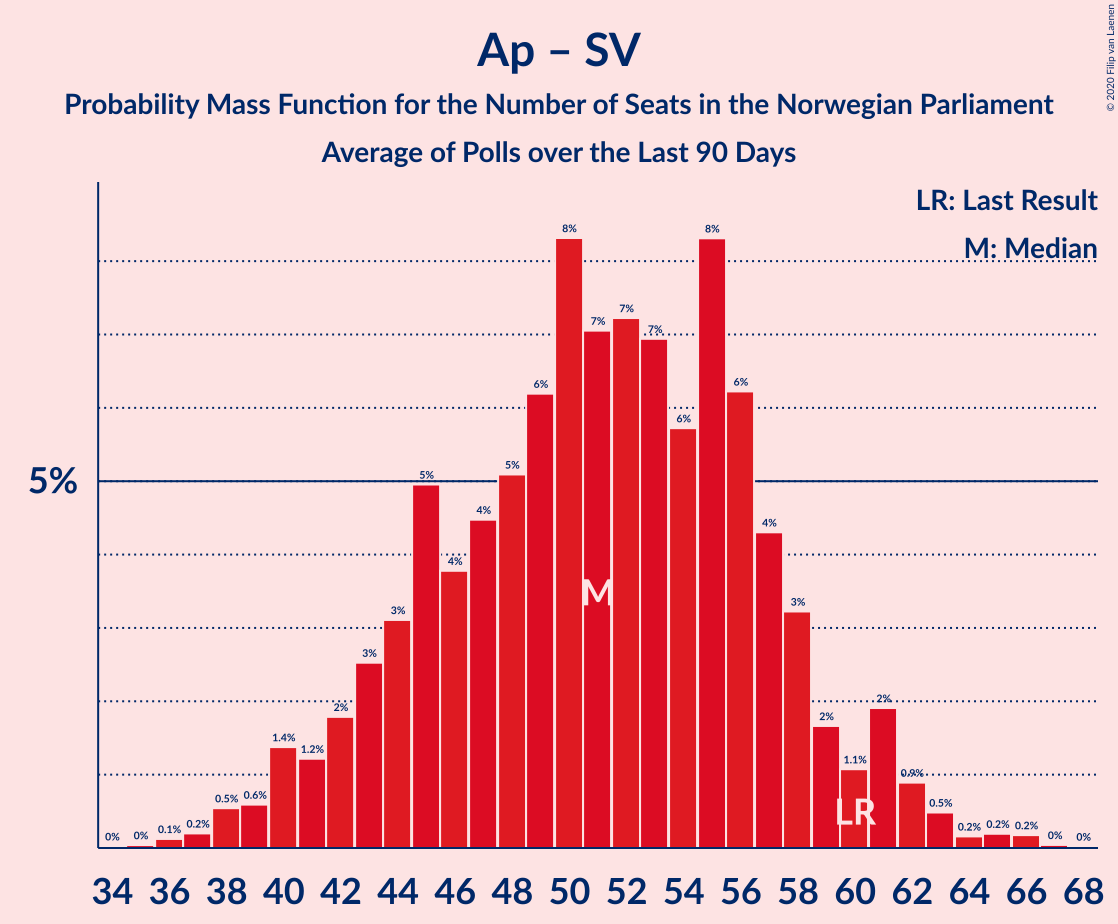 Ap – SV
Probability Mass Function for the Number of Seats in the Norwegian Parliament
Average of Polls over the Last 90 Days
© 2020 Filip van Laenen
LR: Last Result
M: Median
5%
0% 0% 0.1% 0.2% 0.5% 0.6% 1.4% 1.2% 2% 3% 3% 5% 4% 4% 5% 6% 8% 7% 7% 7% 6% 8% 6% 4% 3% 2% 1.1% 2% 0.9% 0.5% 0.2% 0.2% 0.2% 0% 0%
M
LR
34 36 38 40 42 44 46 48 50 52 54 56 58 60 62 64 66 68